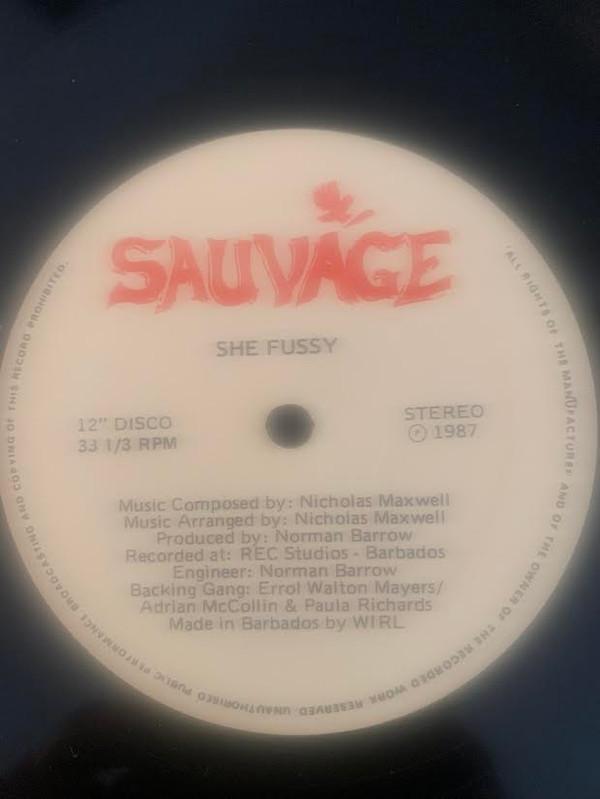 SAUVAGE
SHE FUSSY
12" DISCO
33 1/3 RPM
STEREO
Ⓟ 1987
Music Composed by: Nicholas Maxwell
Music Arranged by: Nicholas Maxwell
Produced by: Norman Barrow
Recorded at: REC Studios - Barbados
Engineer: Norman Barrow
Backing Gang: Errol Walton Mayers/
Adrian McCollin & Paula Richards
Made in Barbados by WIRL
ALL RIGHTS OF THE MANUFACTURER AND OF THE OWNER OF THE RECORDED WORK RESERVED UNAUTHORISED PUBLIC PERFORMANCE BROADCASTING AND COPYING OF THIS RECORD PROHIBITED.